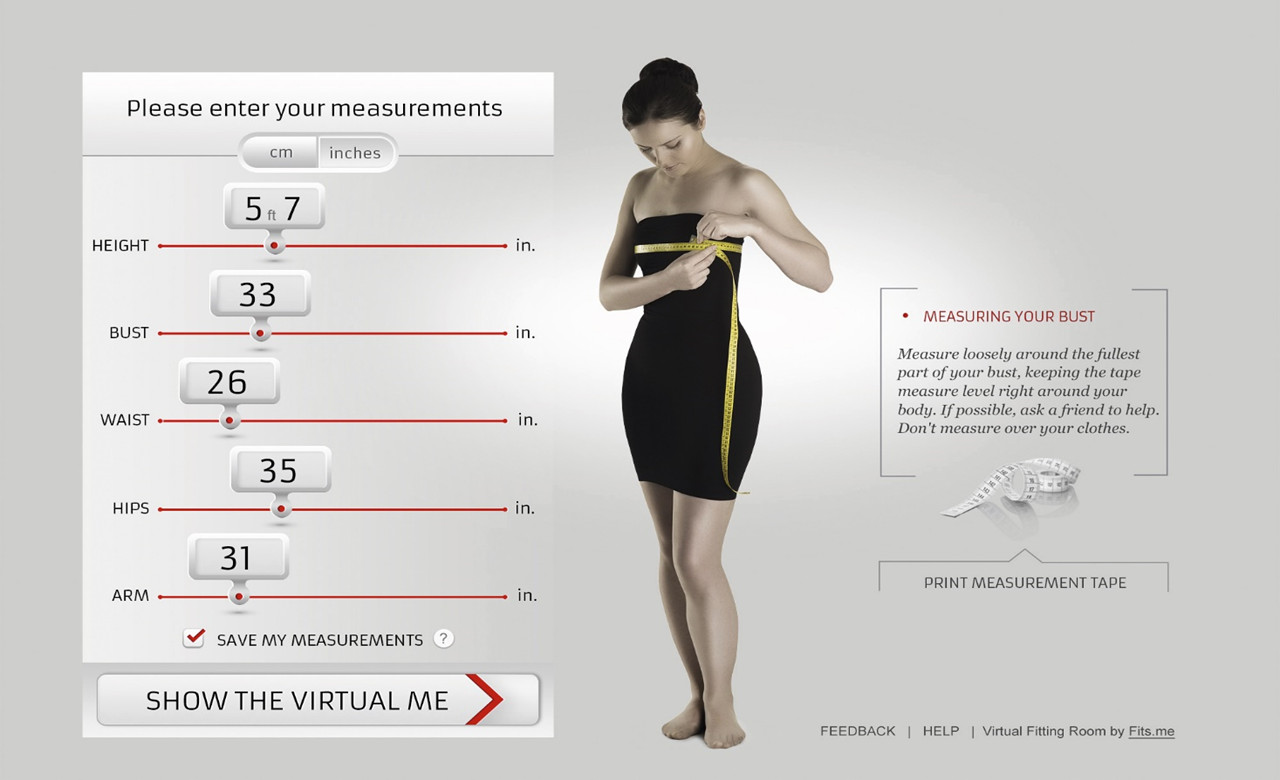 Please enter your measurements
cm inches
5 ft 7
HEIGHT in.
33
BUST in.
26
WAIST in.
35
HIPS in.
31
ARM in.
SAVE MY MEASUREMENTS ?
SHOW THE VIRTUAL ME
• MEASURING YOUR BUST
Measure loosely around the fullest
part of your bust, keeping the tape
measure level right around your
body. If possible, ask a friend to help.
Don't measure over your clothes.
PRINT MEASUREMENT TAPE
FEEDBACK | HELP | Virtual Fitting Room by Fits.me